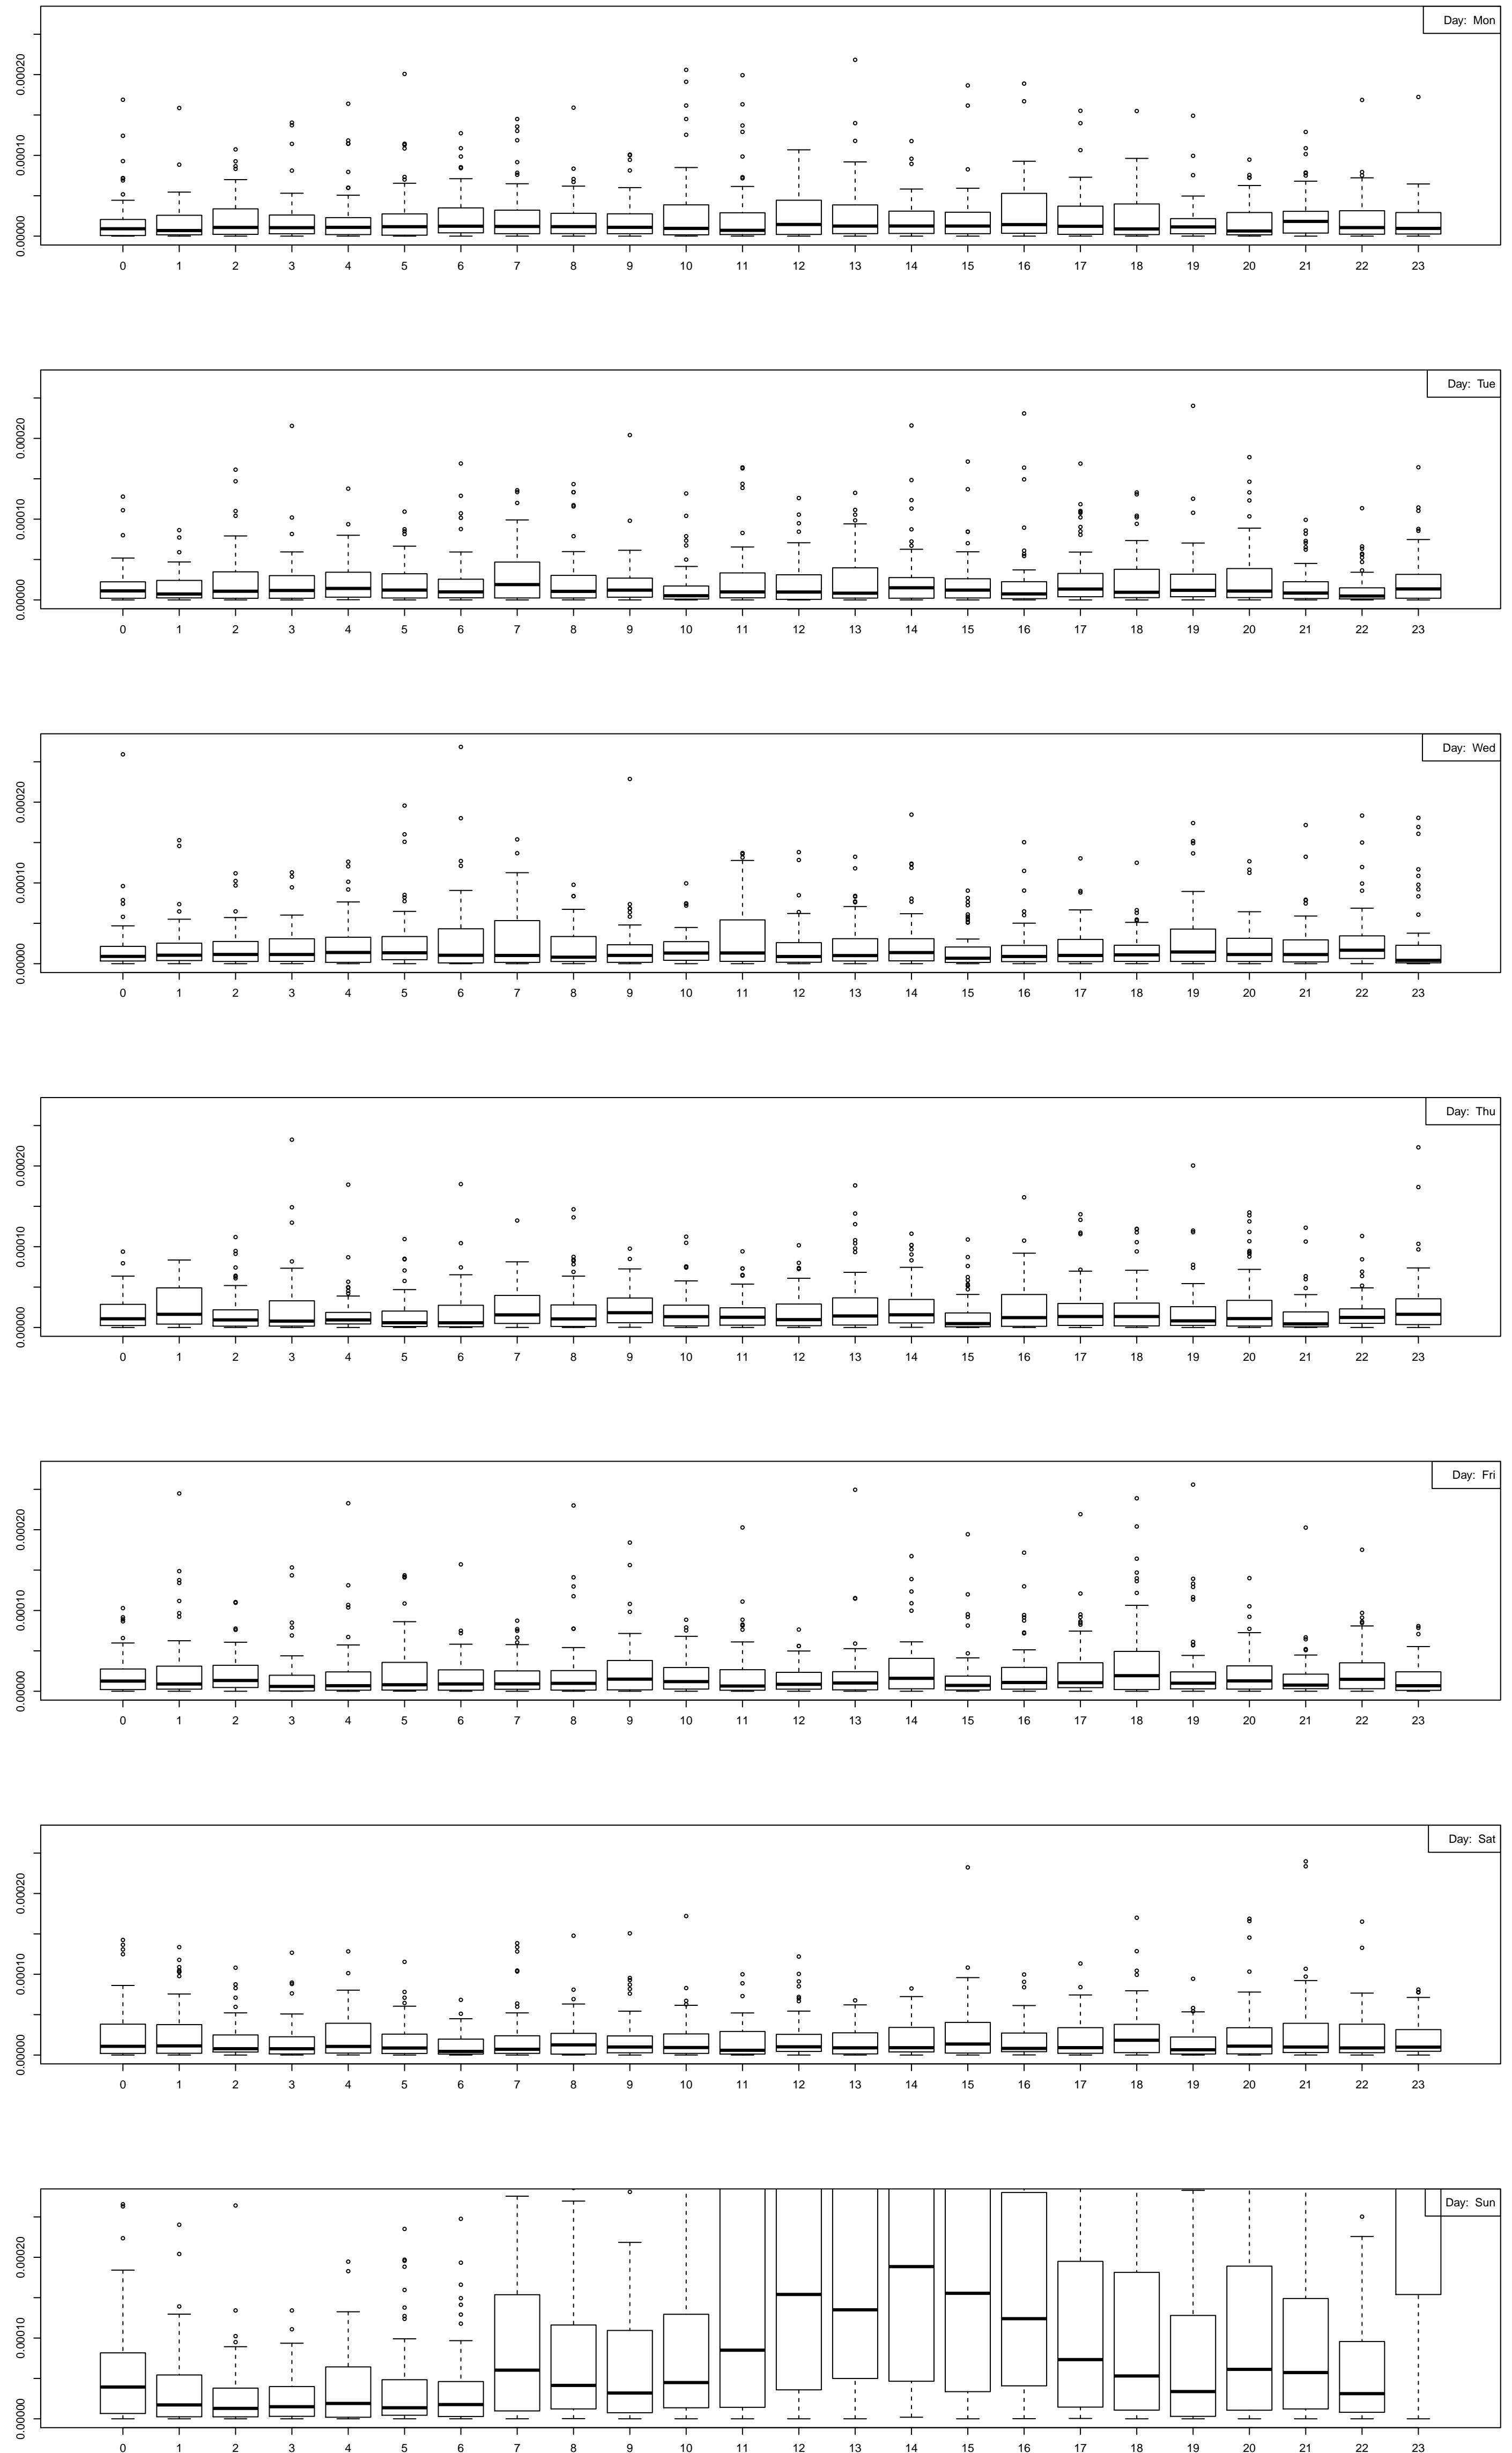 Day: Mon
0.00000 0.00010 0.00020
0 1 2 3 4 5 6 7 8 9 10 11 12 13 14 15 16 17 18 19 20 21 22 23
Day: Tue
0.00000 0.00010 0.00020
0 1 2 3 4 5 6 7 8 9 10 11 12 13 14 15 16 17 18 19 20 21 22 23
Day: Wed
0.00000 0.00010 0.00020
0 1 2 3 4 5 6 7 8 9 10 11 12 13 14 15 16 17 18 19 20 21 22 23
Day: Thu
0.00000 0.00010 0.00020
0 1 2 3 4 5 6 7 8 9 10 11 12 13 14 15 16 17 18 19 20 21 22 23
Day: Fri
0.00000 0.00010 0.00020
0 1 2 3 4 5 6 7 8 9 10 11 12 13 14 15 16 17 18 19 20 21 22 23
Day: Sat
0.00000 0.00010 0.00020
0 1 2 3 4 5 6 7 8 9 10 11 12 13 14 15 16 17 18 19 20 21 22 23
Day: Sun
0.00000 0.00010 0.00020
0 1 2 3 4 5 6 7 8 9 10 11 12 13 14 15 16 17 18 19 20 21 22 23